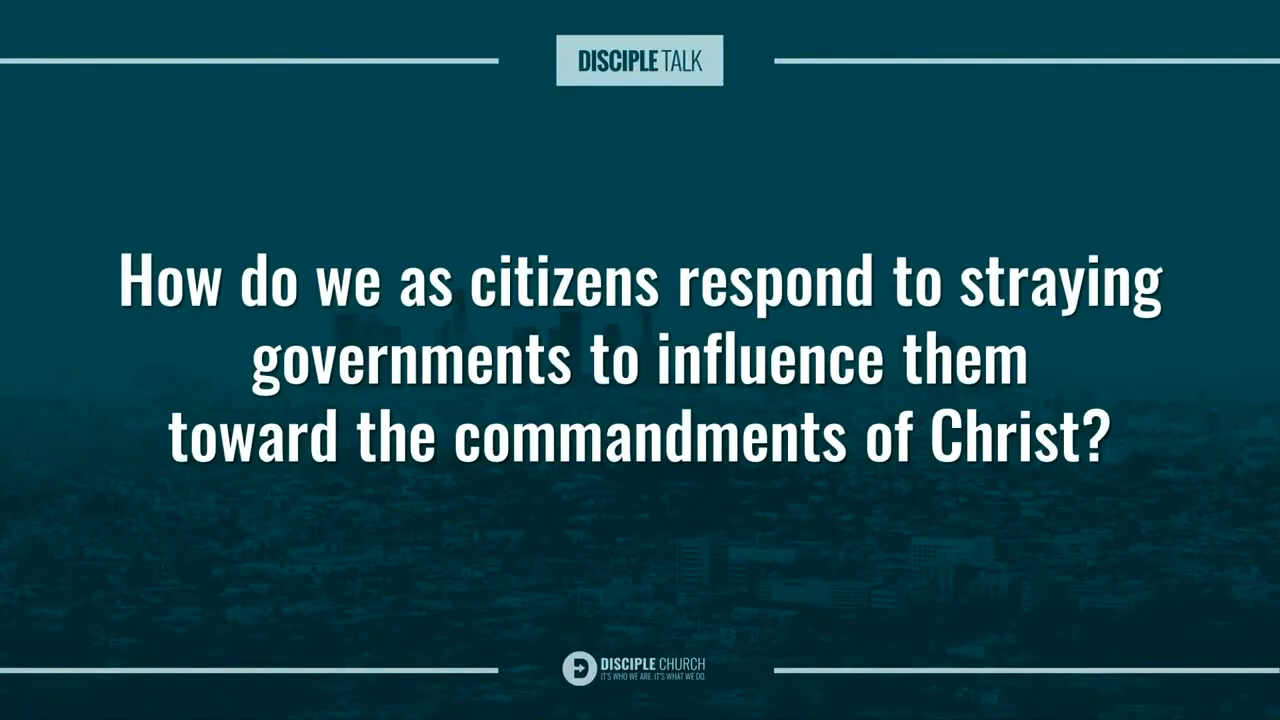 DISCIPLE TALK
How do we as citizens respond to straying
governments to influence them
toward the commandments of Christ?
DISCIPLE CHURCH
IT'S WHO WE ARE. IT'S WHAT WE DO.